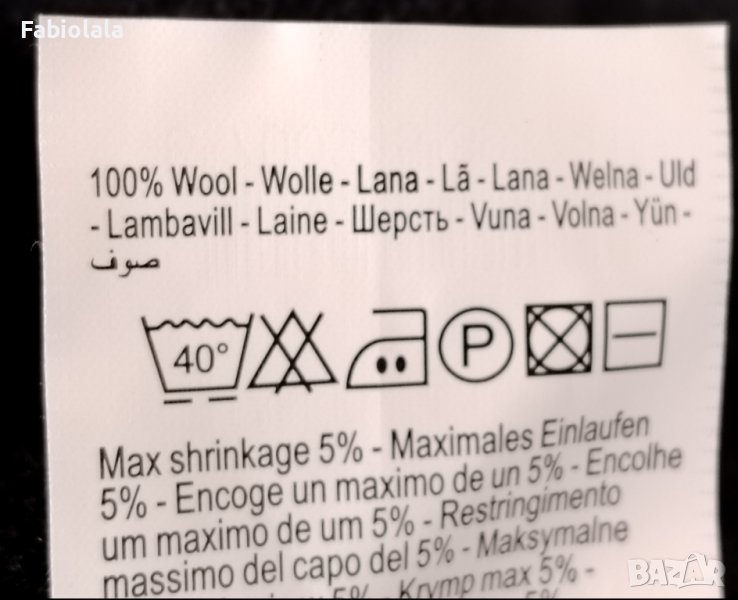 Fabiolala
100% Wool - Wolle - Lana - Lã - Lana - Welna - Uld
- Lambavill - Laine - Шерсть - Vuna - Volna - Yün -
صوف
40°
P
Max shrinkage 5% - Maximales Einlaufen
5% - Encoge un maximo de un 5% - Encolhe
um maximo de um 5% - Restringimento
massimo del capo del 5% - Maksymalne
5% - Krymp max 5% -
BAZAR